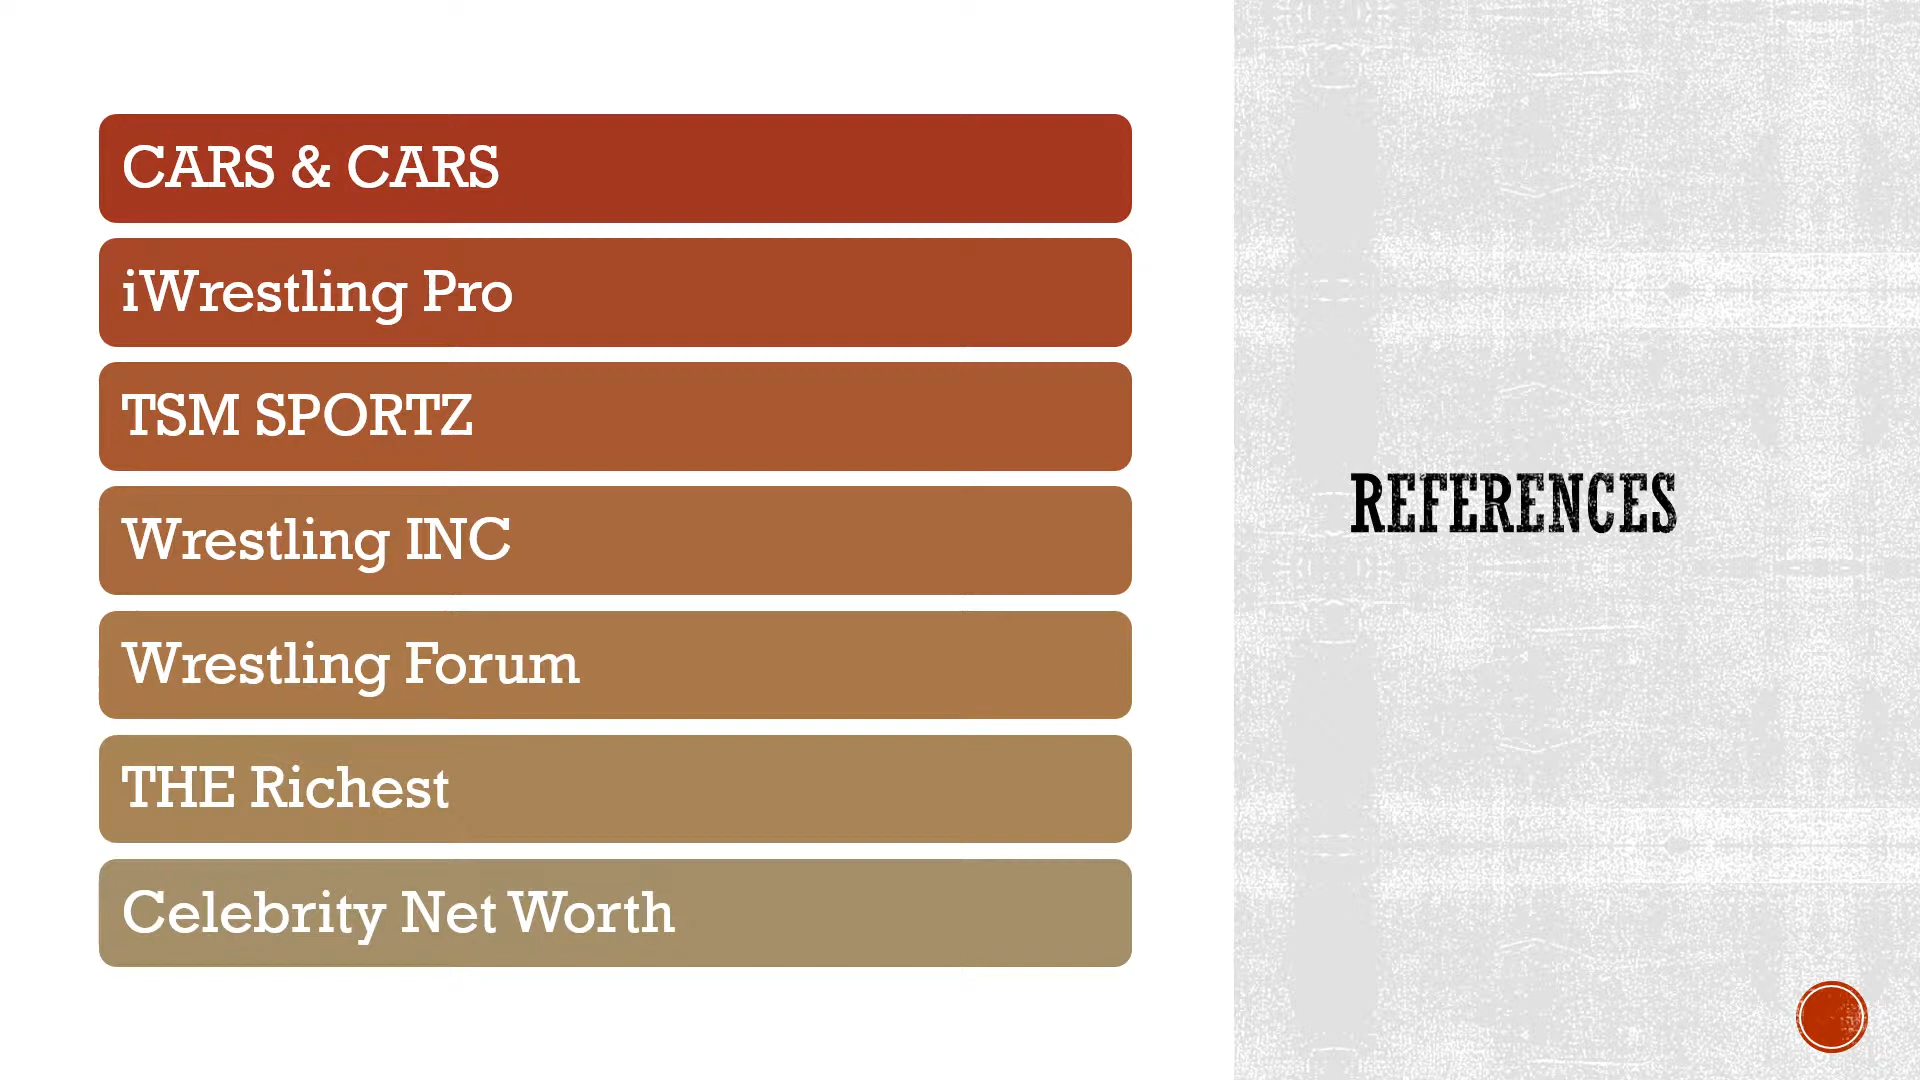 CARS & CARS
iWrestling Pro
TSM SPORTZ
Wrestling INC
Wrestling Forum
THE Richest
Celebrity Net Worth
REFERENCES